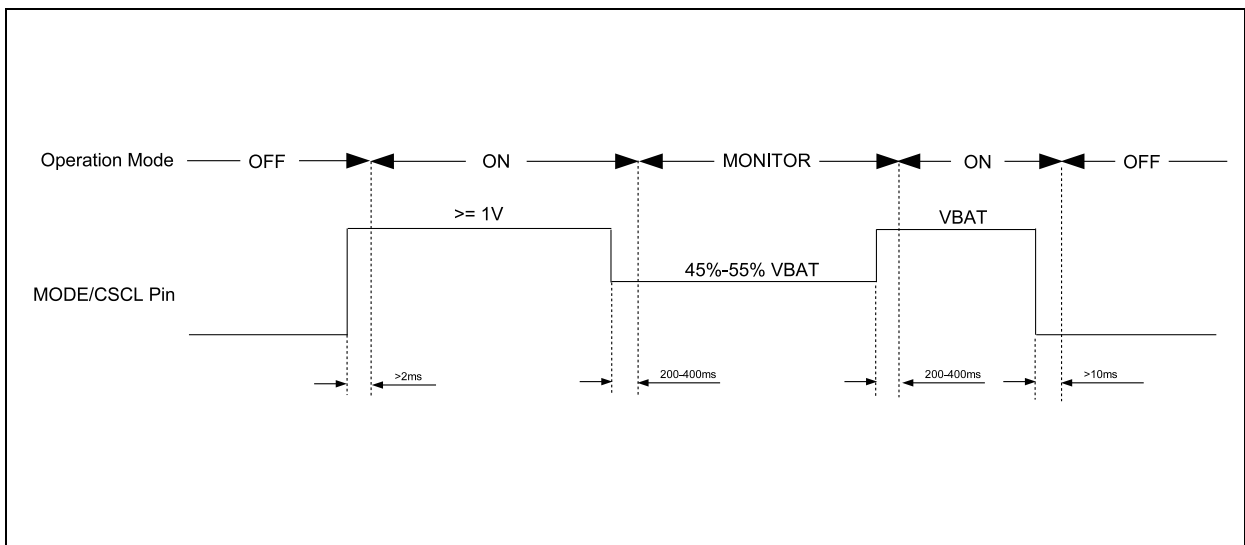 Operation Mode OFF ON MONITOR ON OFF
>= 1V VBAT
45%-55% VBAT
MODE/CSCL Pin
>2ms 200-400ms 200-400ms >10ms